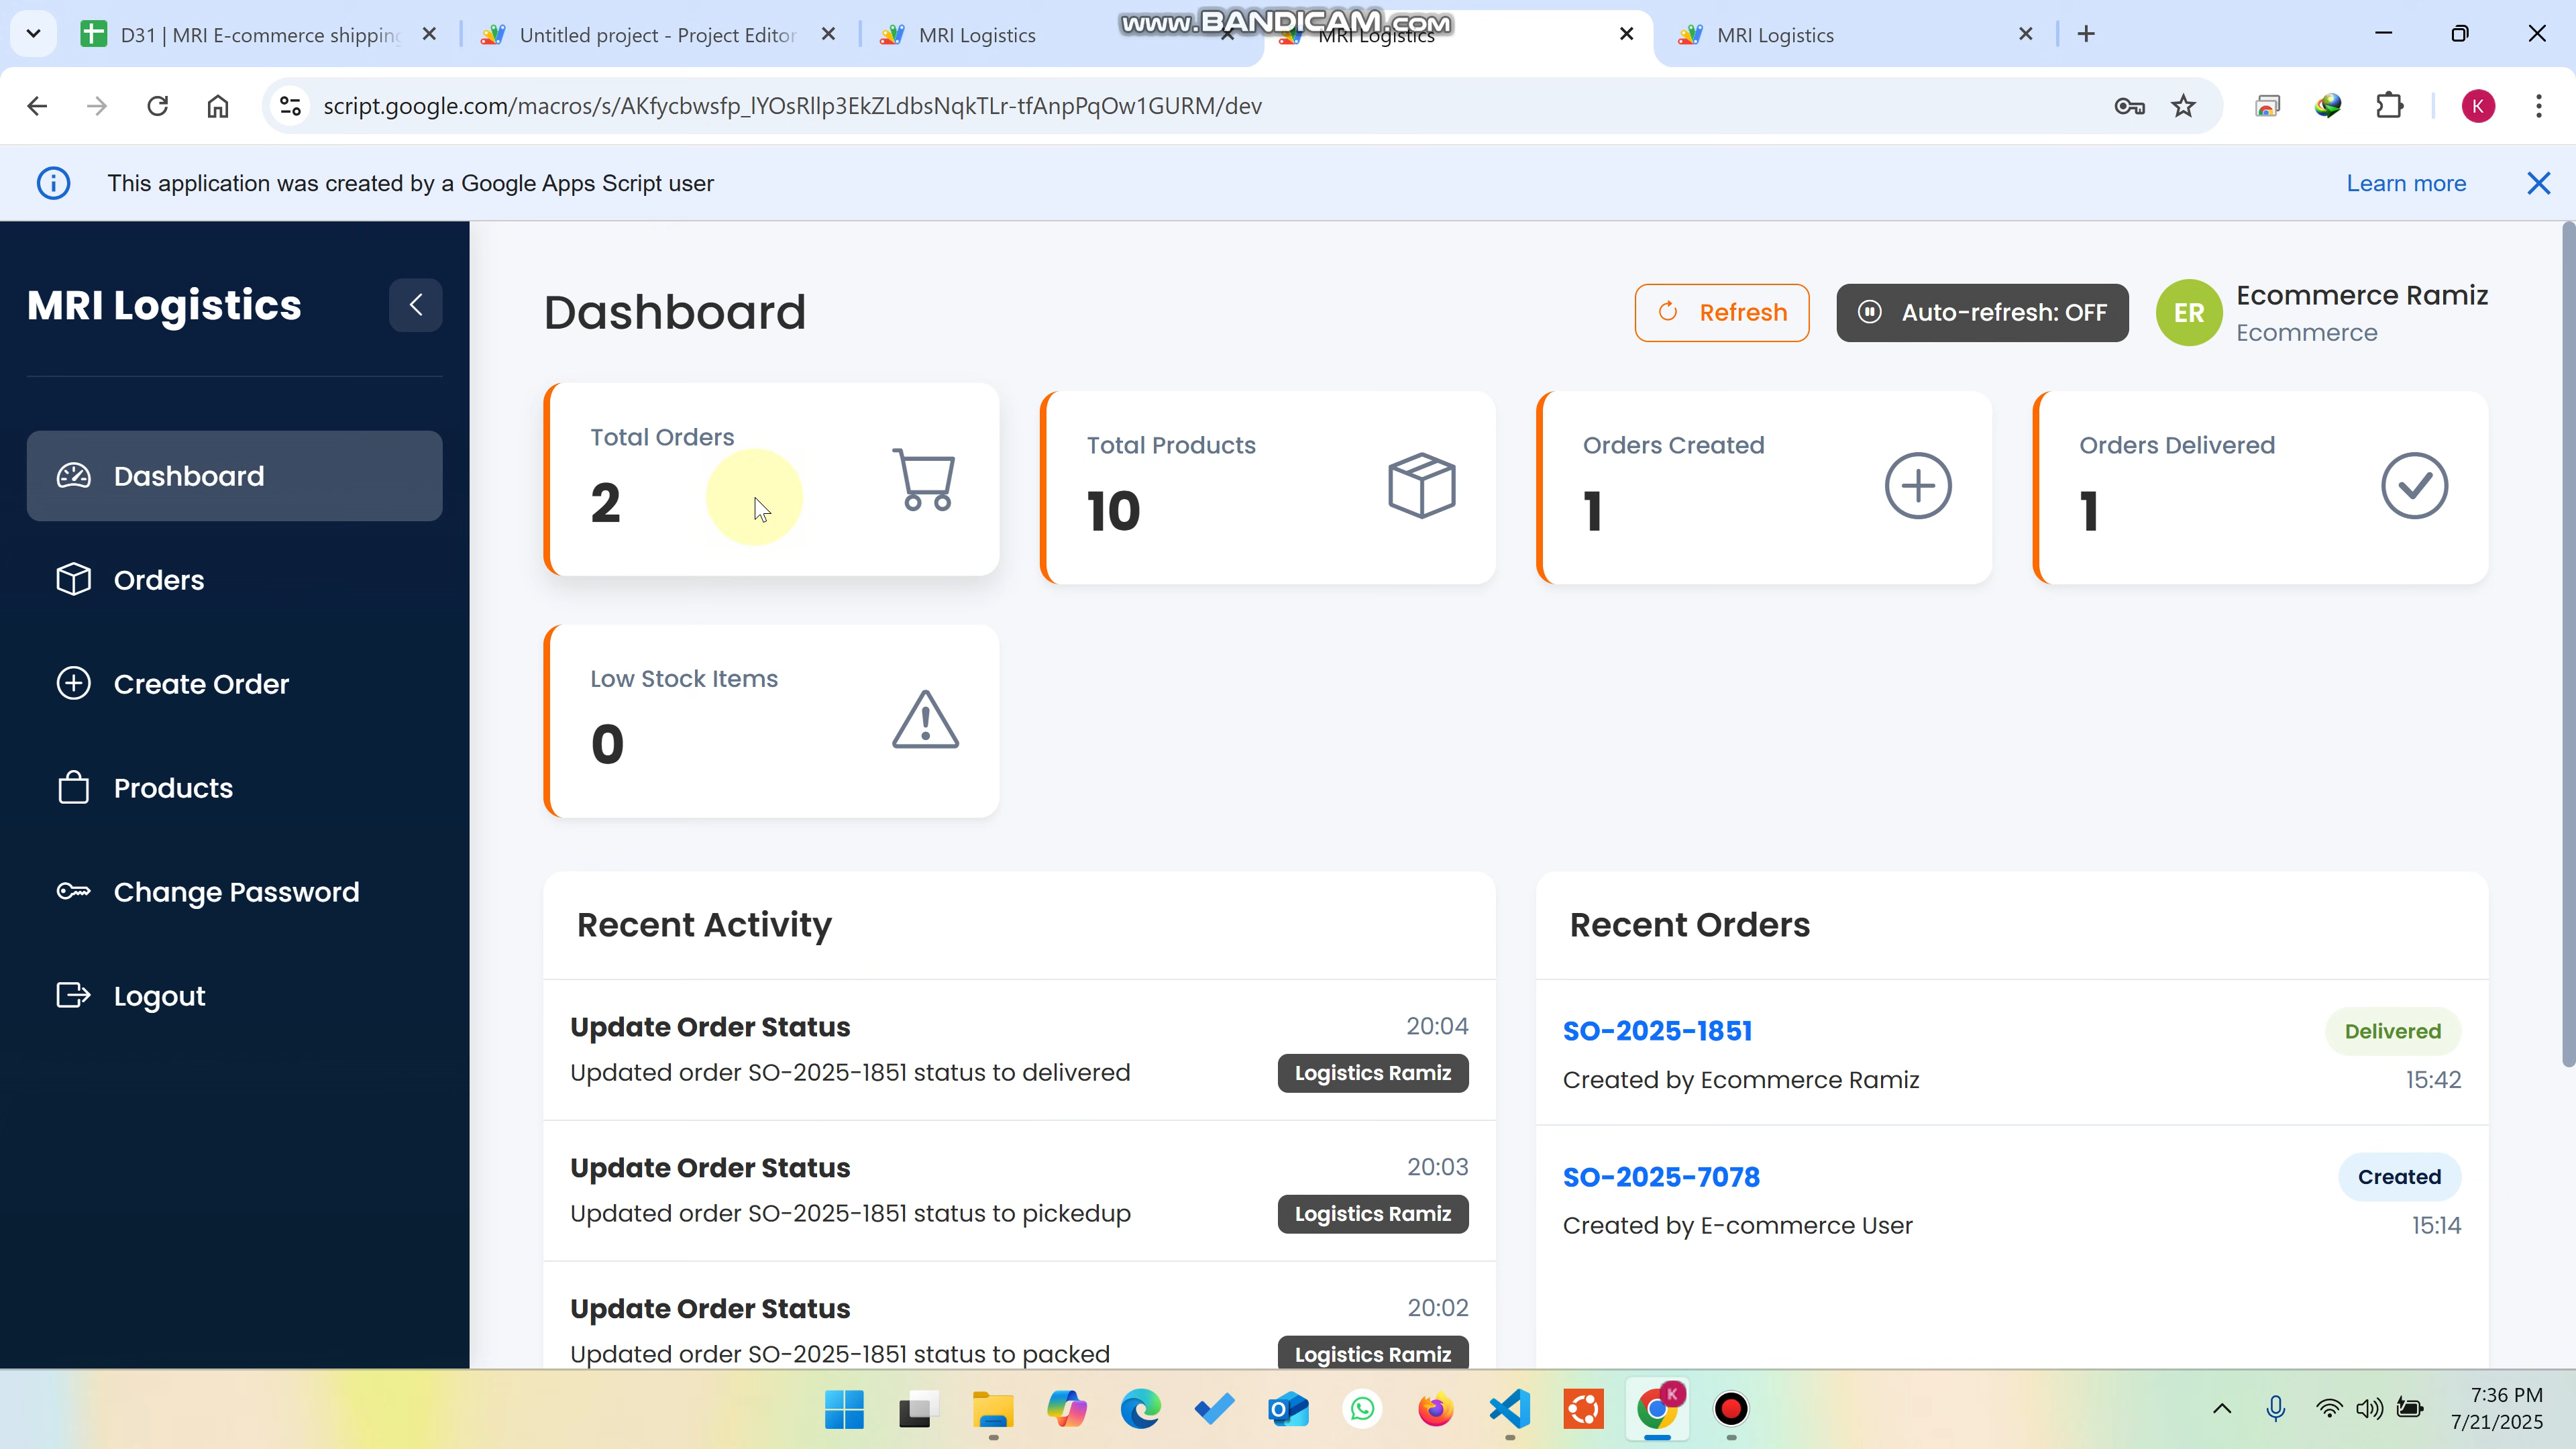 www.BANDICAM.com
D31 | MRI E-commerce shipping
Untitled project - Project Editor
MRI Logistics
MRI Logistics
MRI Logistics
script.google.com/macros/s/AKfycbwsfp_lYOsRllp3EkZLdbsNqkTLr-tfAnpPqOw1GURM/dev
K
This application was created by a Google Apps Script user
Learn more
MRI Logistics
Dashboard
Orders
Create Order
Products
Change Password
Logout
Dashboard
Refresh
Auto-refresh: OFF
ER
Ecommerce Ramiz
Ecommerce
Total Orders
2
Total Products
10
Orders Created
1
Orders Delivered
1
Low Stock Items
0
Recent Activity
Update Order Status
20:04
Updated order SO-2025-1851 status to delivered
Logistics Ramiz
Update Order Status
20:03
Updated order SO-2025-1851 status to pickedup
Logistics Ramiz
Update Order Status
20:02
Updated order SO-2025-1851 status to packed
Logistics Ramiz
Recent Orders
SO-2025-1851
Delivered
Created by Ecommerce Ramiz
15:42
SO-2025-7078
Created
Created by E-commerce User
15:14
K
7:36 PM
7/21/2025